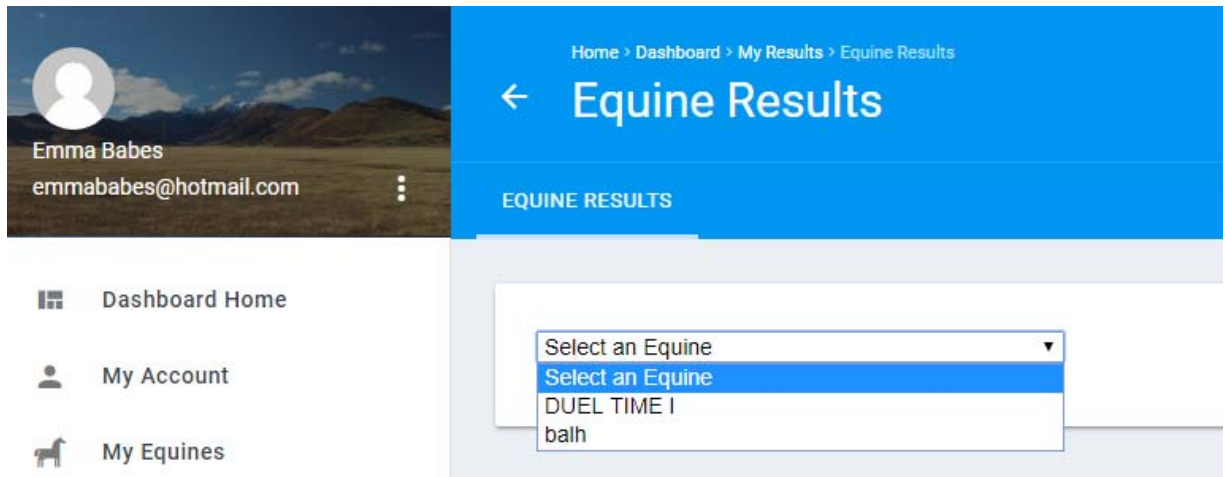 Emma Babes
emmababes@hotmail.com
Dashboard Home
My Account
My Equines
Home > Dashboard > My Results > Equine Results
Equine Results
EQUINE RESULTS
Select an Equine
Select an Equine
DUEL TIME I
balh